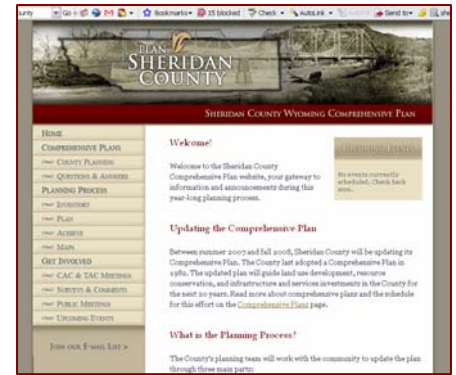 Go
Bookmarks
15 blocked
Check
AutoLink
Send to
PLAN
SHERIDAN
COUNTY
SHERIDAN COUNTY WYOMING COMPREHENSIVE PLAN
HOME
COMPREHENSIVE PLANS
COUNTY PLANNING
QUESTIONS & ANSWERS
PLANNING PROCESS
INVENTORY
PLAN
ACHIEVE
MAPS
GET INVOLVED
CAC & TAC MEETINGS
SURVEYS & COMMENTS
PUBLIC MEETINGS
UPCOMING EVENTS
JOIN OUR E-MAIL LIST »
Welcome!
Welcome to the Sheridan County
Comprehensive Plan website, your gateway to
information and announcements during this
year-long planning process.
UPCOMING EVENTS
No events currently
scheduled. Check back
soon.
Updating the Comprehensive Plan
Between summer 2007 and fall 2008, Sheridan County will be updating its
Comprehensive Plan. The County last adopted a Comprehensive Plan in
1982. The updated plan will guide land use development, resource
conservation, and infrastructure and services investments in the County for
the next 20 years. Read more about comprehensive plans and the schedule
for this effort on the Comprehensive Plans page.
What is the Planning Process?
The County's planning team will work with the community to update the plan
through three main parts: